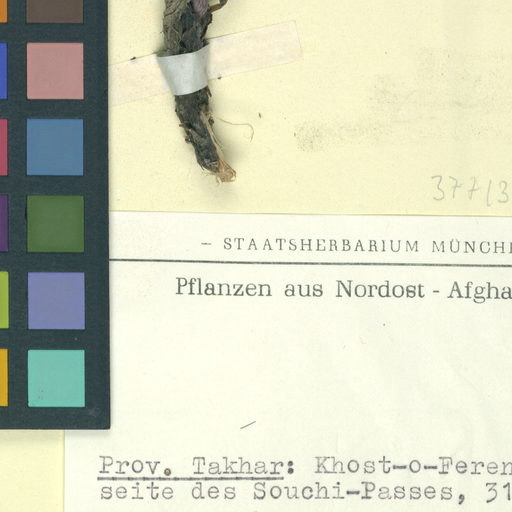 377/3
– STAATSHERBARIUM MÜNCH
Pflanzen aus Nordost - Afgha
Prov. Takhar: Khost-o-Feren
seite des Souchi-Passes, 31